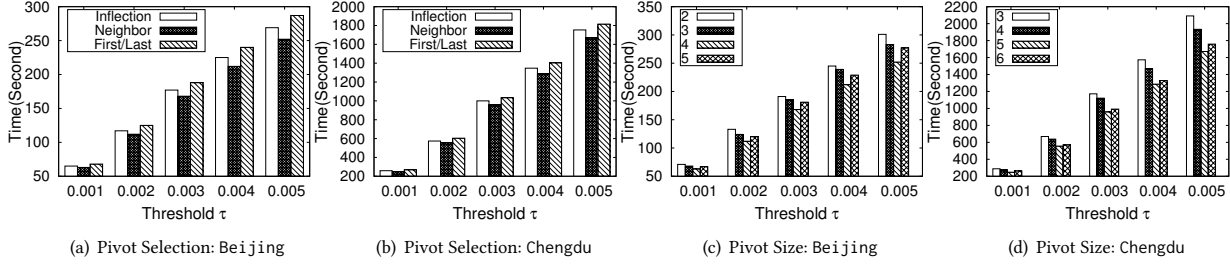 300
250
200
150
100
50
Time(Second)
Inflection
Neighbor
First/Last
0.001 0.002 0.003 0.004 0.005
Threshold τ
(a) Pivot Selection: Beijing
2000
1800
1600
1400
1200
1000
800
600
400
200
Time(Second)
Inflection
Neighbor
First/Last
0.001 0.002 0.003 0.004 0.005
Threshold τ
(b) Pivot Selection: Chengdu
350
300
250
200
150
100
50
Time(Second)
2
3
4
5
0.001 0.002 0.003 0.004 0.005
Threshold τ
(c) Pivot Size: Beijing
2200
2000
1800
1600
1400
1200
1000
800
600
400
200
Time(Second)
3
4
5
6
0.001 0.002 0.003 0.004 0.005
Threshold τ
(d) Pivot Size: Chengdu